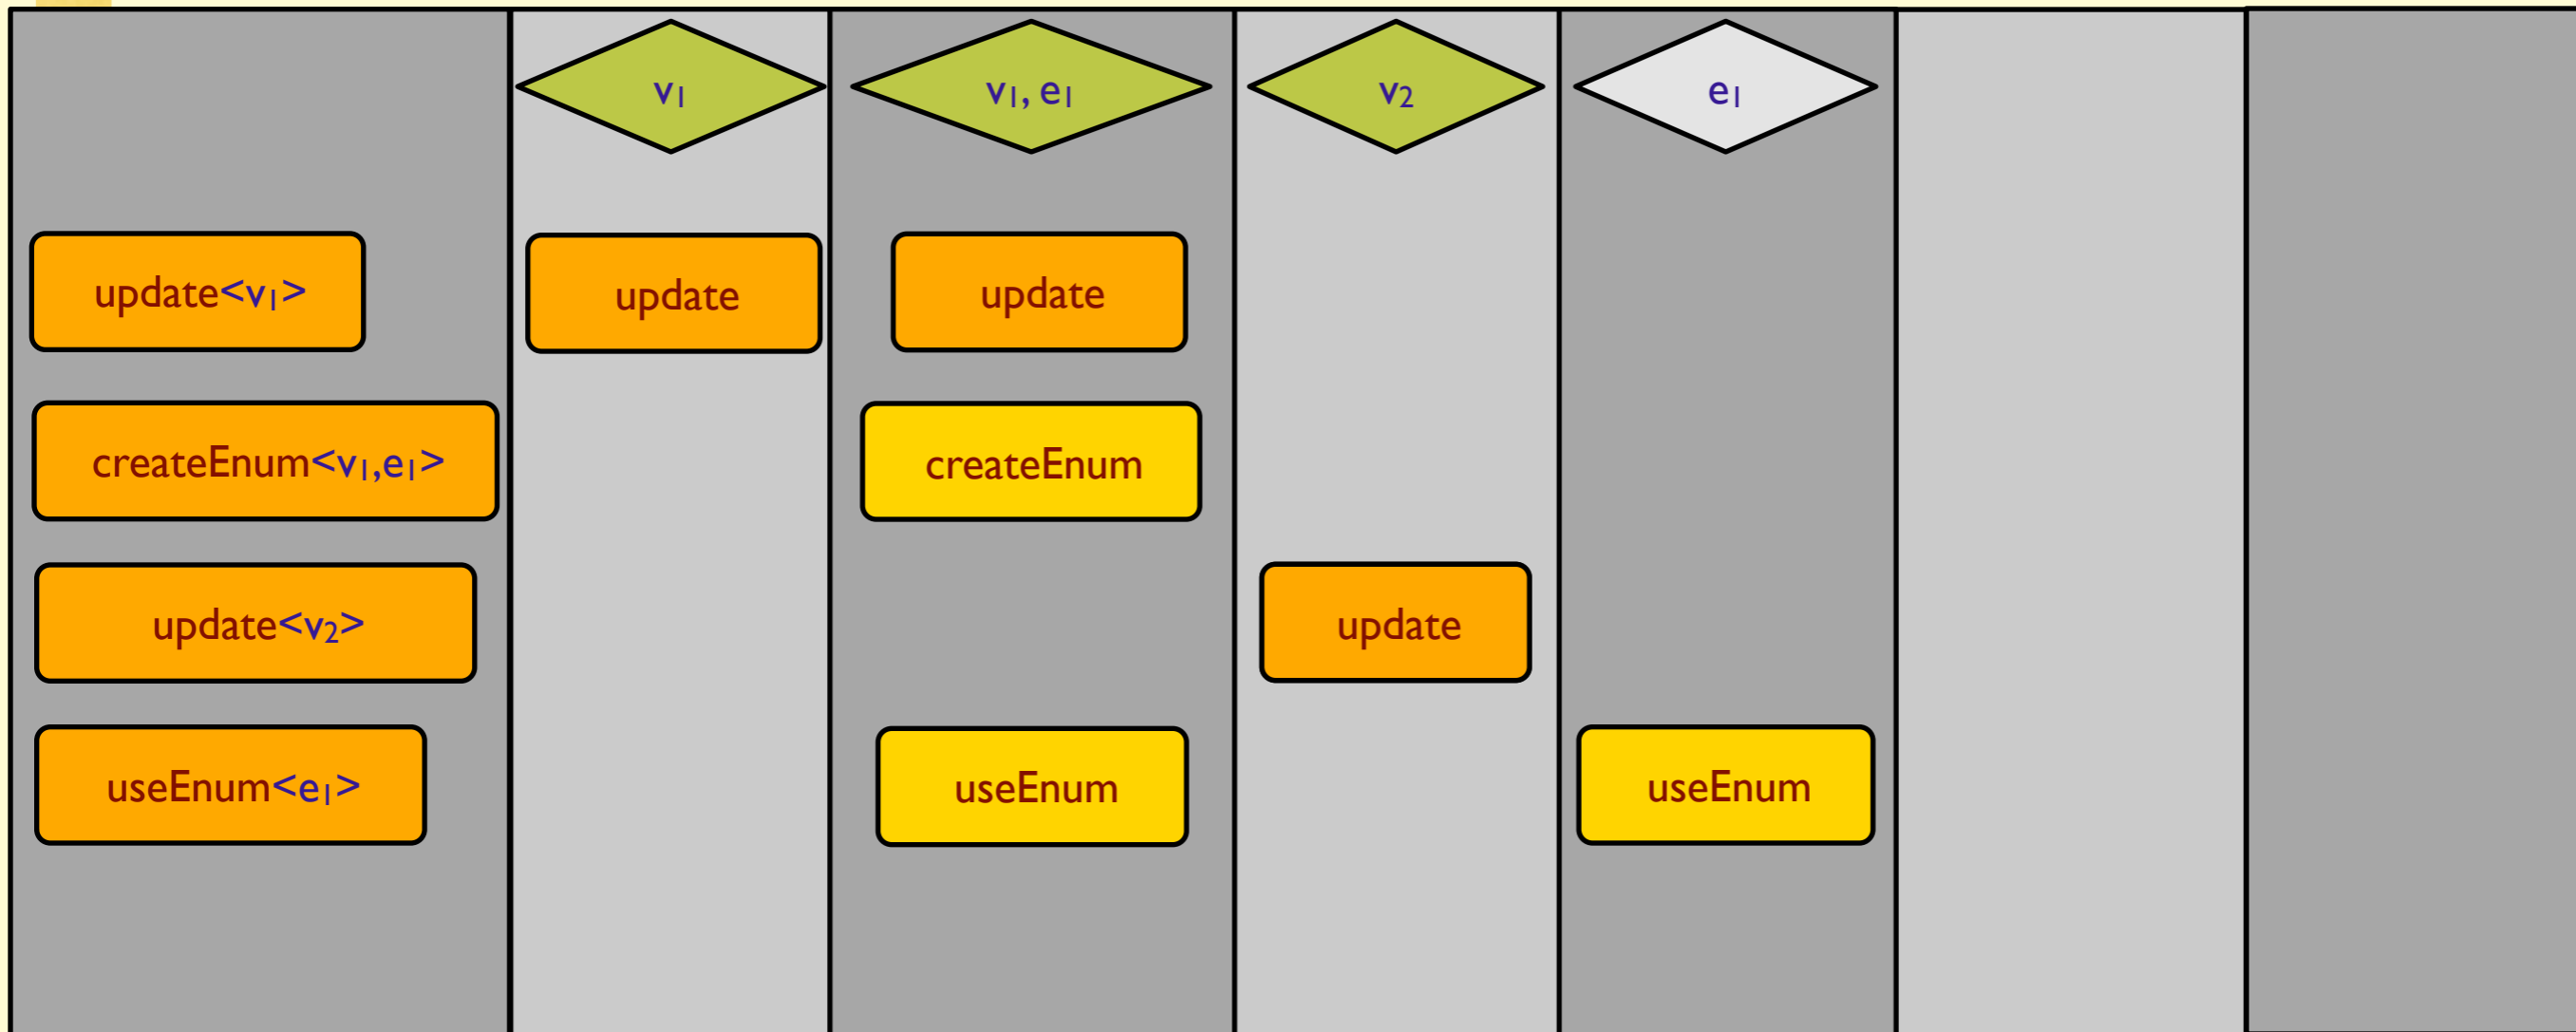 v₁
v₁, e₁
v₂
e₁
update<v₁>
update
update
createEnum<v₁,e₁>
createEnum
update<v₂>
update
useEnum<e₁>
useEnum
useEnum